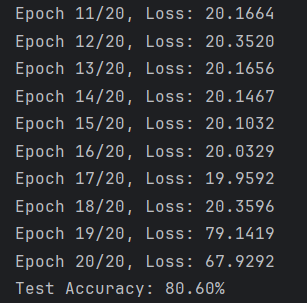 Epoch 11/20, Loss: 20.1664
Epoch 12/20, Loss: 20.3520
Epoch 13/20, Loss: 20.1656
Epoch 14/20, Loss: 20.1467
Epoch 15/20, Loss: 20.1032
Epoch 16/20, Loss: 20.0329
Epoch 17/20, Loss: 19.9592
Epoch 18/20, Loss: 20.3596
Epoch 19/20, Loss: 79.1419
Epoch 20/20, Loss: 67.9292
Test Accuracy: 80.60%